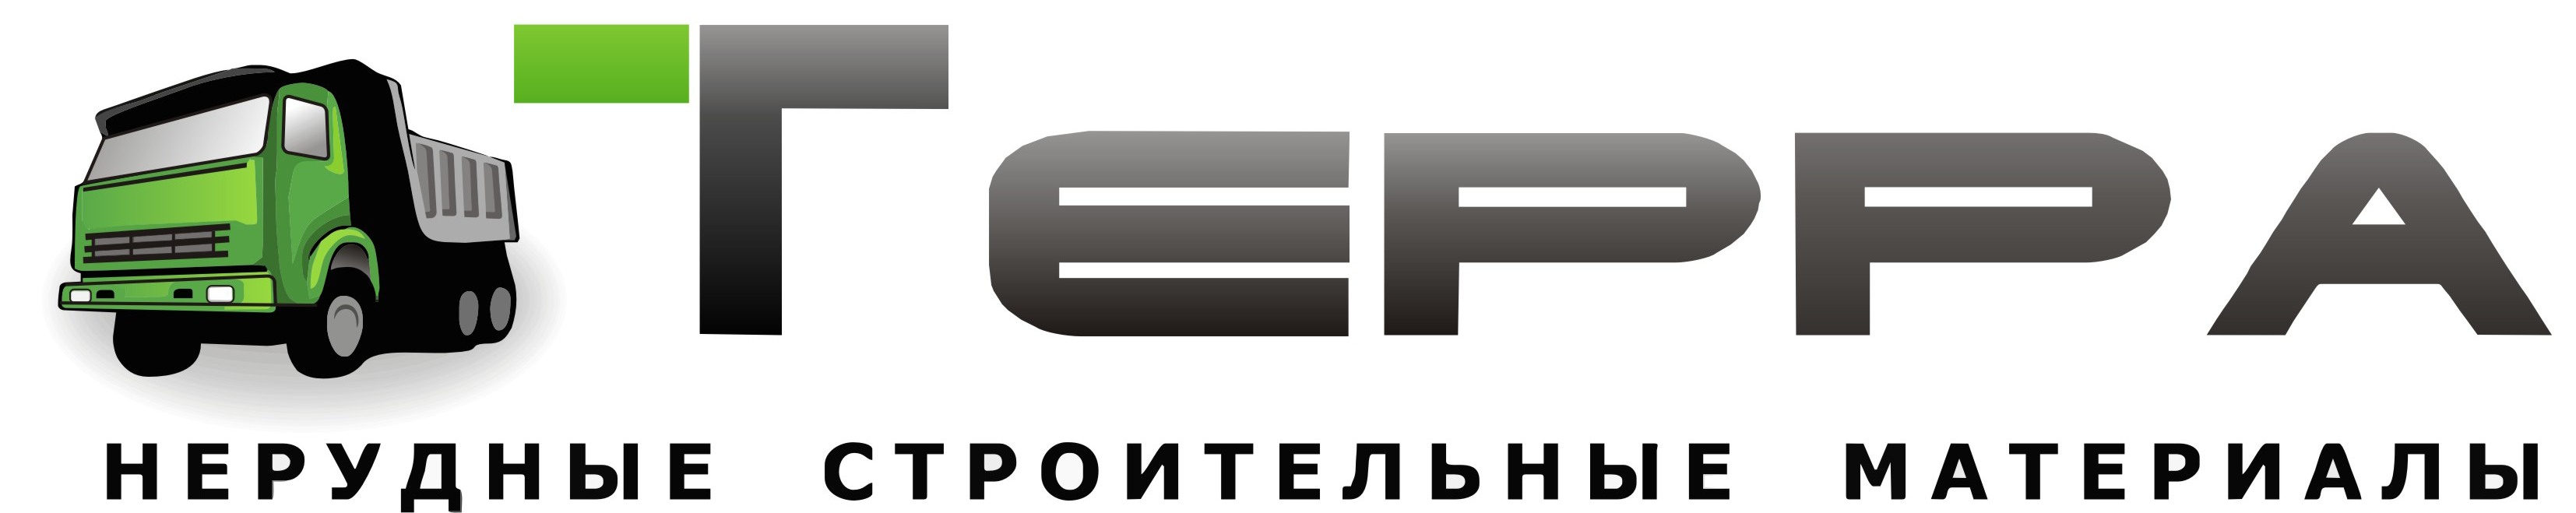 ТЕРРА
НЕРУДНЫЕ СТРОИТЕЛЬНЫЕ МАТЕРИАЛЫ